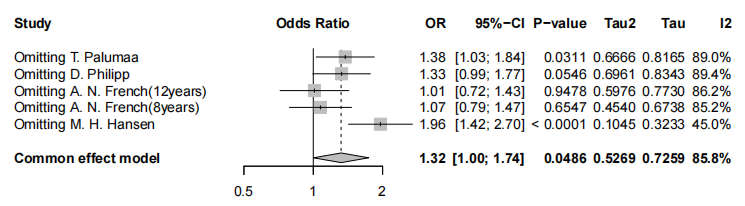 Study Odds Ratio OR 95%−CI P−value Tau2 Tau I2
Omitting T. Palumaa 1.38 [1.03; 1.84] 0.0311 0.6666 0.8165 89.0%
Omitting D. Philipp 1.33 [0.99; 1.77] 0.0546 0.6961 0.8343 89.4%
Omitting A. N. French(12years) 1.01 [0.72; 1.43] 0.9478 0.5976 0.7730 86.2%
Omitting A. N. French(8years) 1.07 [0.79; 1.47] 0.6547 0.4540 0.6738 85.2%
Omitting M. H. Hansen 1.96 [1.42; 2.70] < 0.0001 0.1045 0.3233 45.0%
Common effect model 1.32 [1.00; 1.74] 0.0486 0.5269 0.7259 85.8%
0.5 1 2